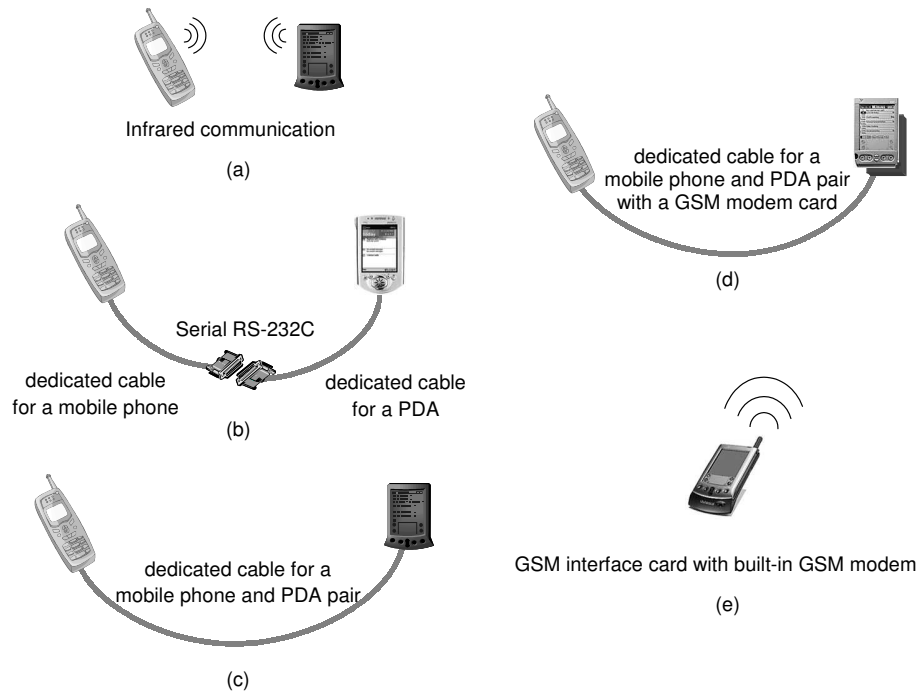 Infrared communication
(a)
Serial RS-232C
dedicated cable
for a mobile phone
dedicated cable
for a PDA
(b)
dedicated cable for a
mobile phone and PDA pair
(c)
dedicated cable for a
mobile phone and PDA pair
with a GSM modem card
(d)
GSM interface card with built-in GSM modem
(e)